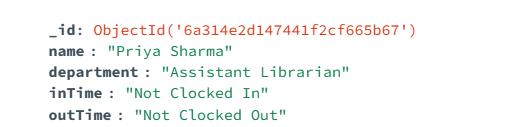 _id: ObjectId('6a314e2d147441f2cf665b67')
name : "Priya Sharma"
department : "Assistant Librarian"
inTime : "Not Clocked In"
outTime : "Not Clocked Out"